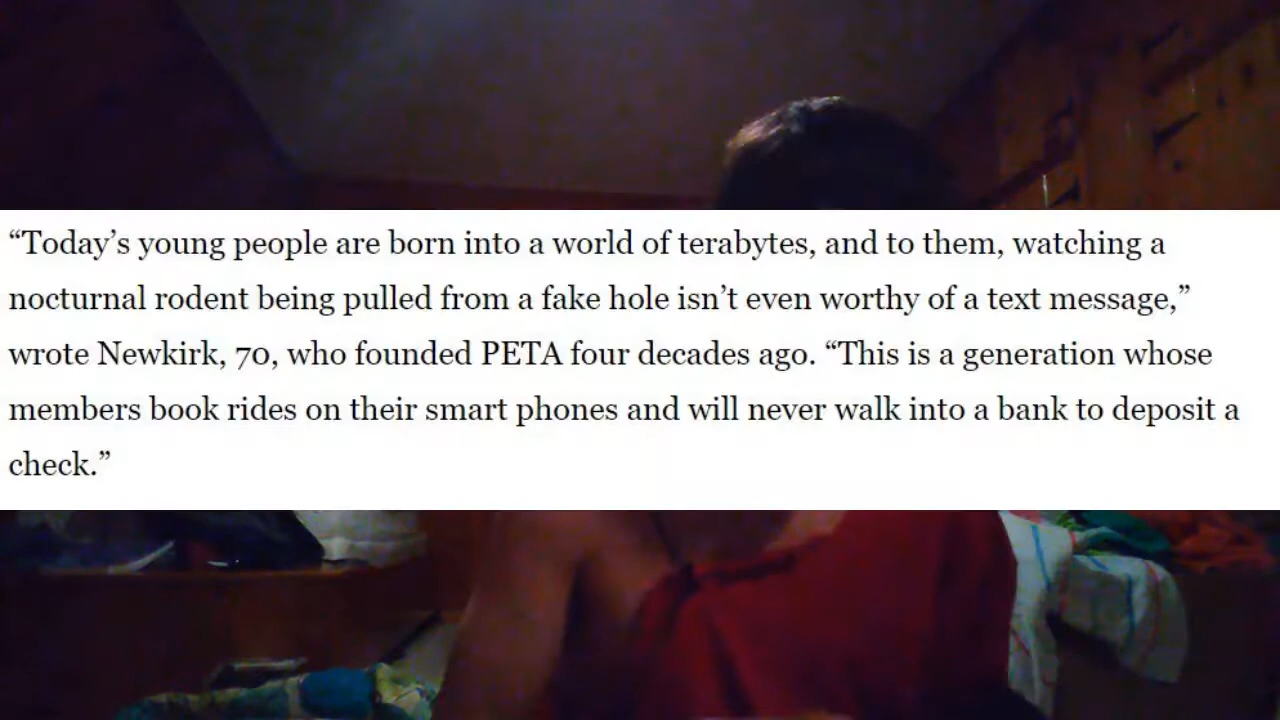 “Today’s young people are born into a world of terabytes, and to them, watching a
nocturnal rodent being pulled from a fake hole isn’t even worthy of a text message,”
wrote Newkirk, 70, who founded PETA four decades ago. “This is a generation whose
members book rides on their smart phones and will never walk into a bank to deposit a
check.”